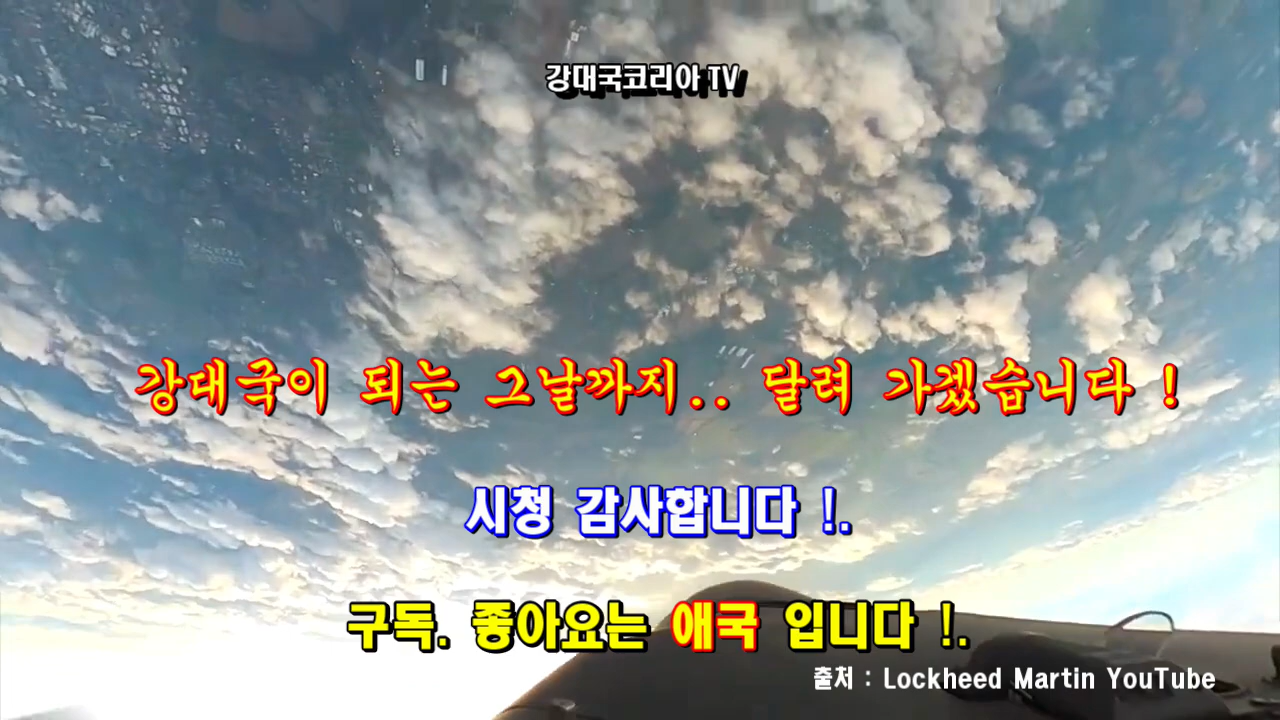 강대국코리아 TV
강대국이 되는 그날까지.. 달려 가겠습니다 !
시청 감사합니다 !.
구독. 좋아요는 애국 입니다 !.
출처 : Lockheed Martin YouTube